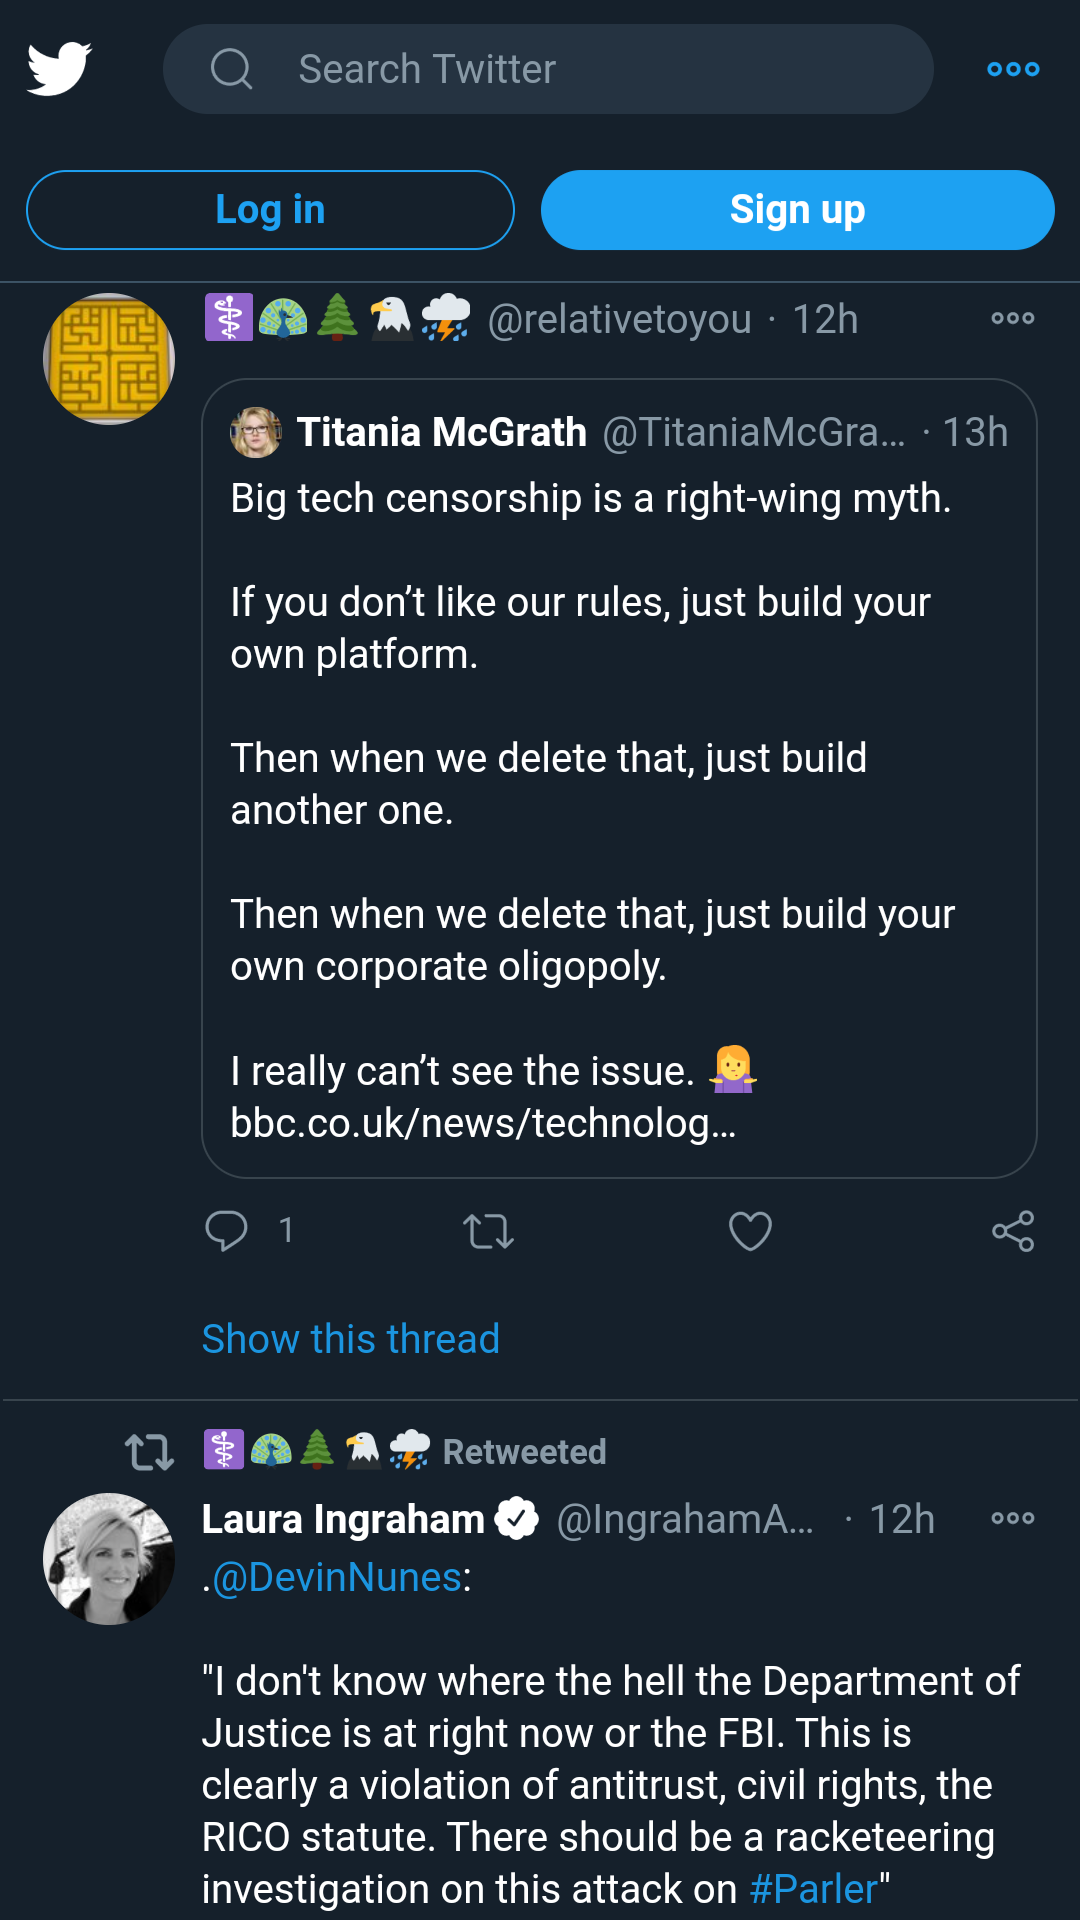 Search Twitter
Log in
Sign up
@relativetoyou · 12h
Titania McGrath @TitaniaMcGra... · 13h
Big tech censorship is a right-wing myth.
If you don’t like our rules, just build your
own platform.
Then when we delete that, just build
another one.
Then when we delete that, just build your
own corporate oligopoly.
I really can’t see the issue. 🤷‍♀️
bbc.co.uk/news/technolog...
1
Show this thread
Retweeted
Laura Ingraham @IngrahamA... · 12h
.@DevinNunes:
"I don't know where the hell the Department of
Justice is at right now or the FBI. This is
clearly a violation of antitrust, civil rights, the
RICO statute. There should be a racketeering
investigation on this attack on #Parler"